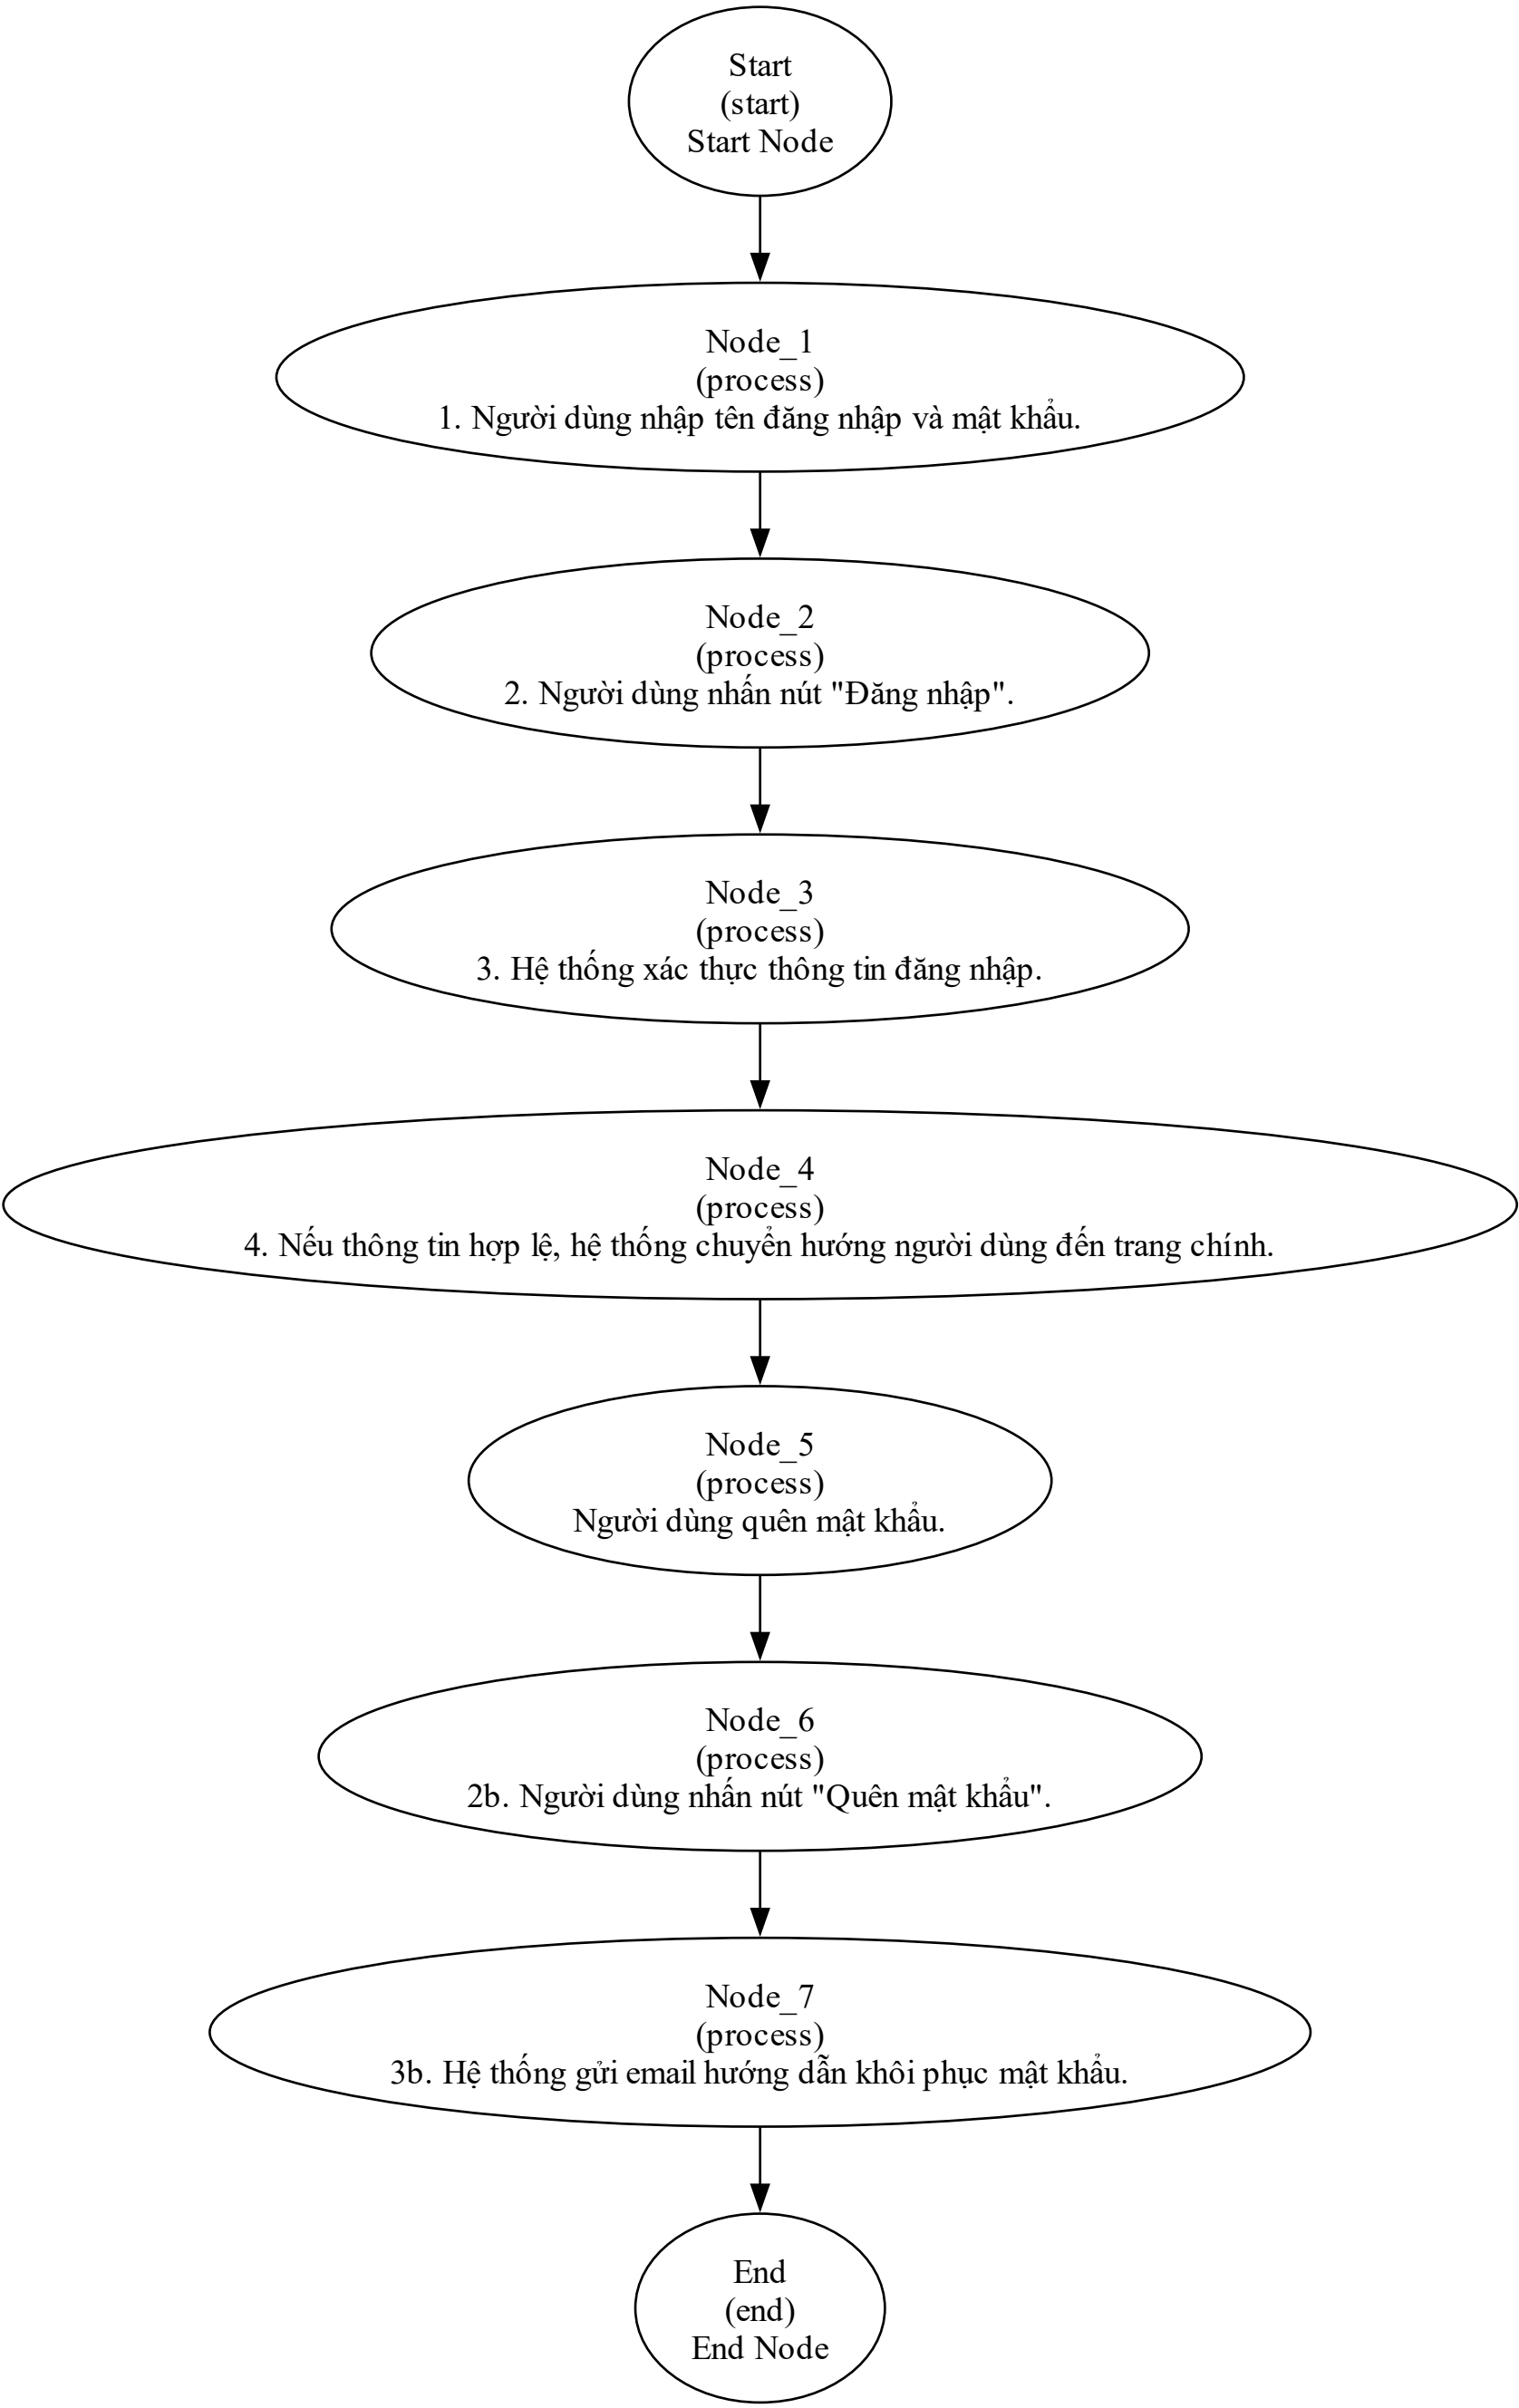 Start
(start)
Start Node
Node_1
(process)
1. Người dùng nhập tên đăng nhập và mật khẩu.
Node_2
(process)
2. Người dùng nhấn nút "Đăng nhập".
Node_3
(process)
3. Hệ thống xác thực thông tin đăng nhập.
Node_4
(process)
4. Nếu thông tin hợp lệ, hệ thống chuyển hướng người dùng đến trang chính.
Node_5
(process)
Người dùng quên mật khẩu.
Node_6
(process)
2b. Người dùng nhấn nút "Quên mật khẩu".
Node_7
(process)
3b. Hệ thống gửi email hướng dẫn khôi phục mật khẩu.
End
(end)
End Node